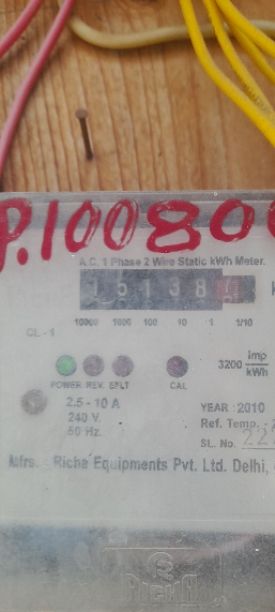 P.10080
A.C. 1 Phase 2 Wire Static kWh Meter.
15138
10000 1000 100 10 1 1/10
CL - 1
3200 imp/kWh
POWER REV. EFLT CAL
2.5 - 10 A YEAR : 2010
240 V. Ref. Temp.
50 Hz. SL. No. 22
Mfrs. Richa Equipments Pvt. Ltd. Delhi,